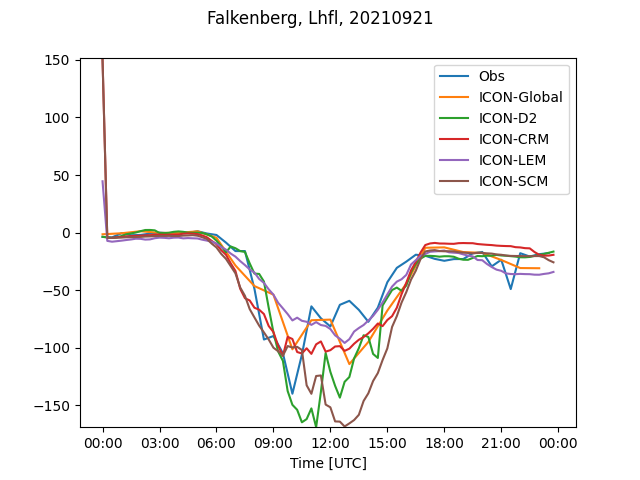 Falkenberg, Lhfl, 20210921
150
100
50
0
−50
−100
−150
Obs
ICON-Global
ICON-D2
ICON-CRM
ICON-LEM
ICON-SCM
00:00 03:00 06:00 09:00 12:00 15:00 18:00 21:00 00:00
Time [UTC]